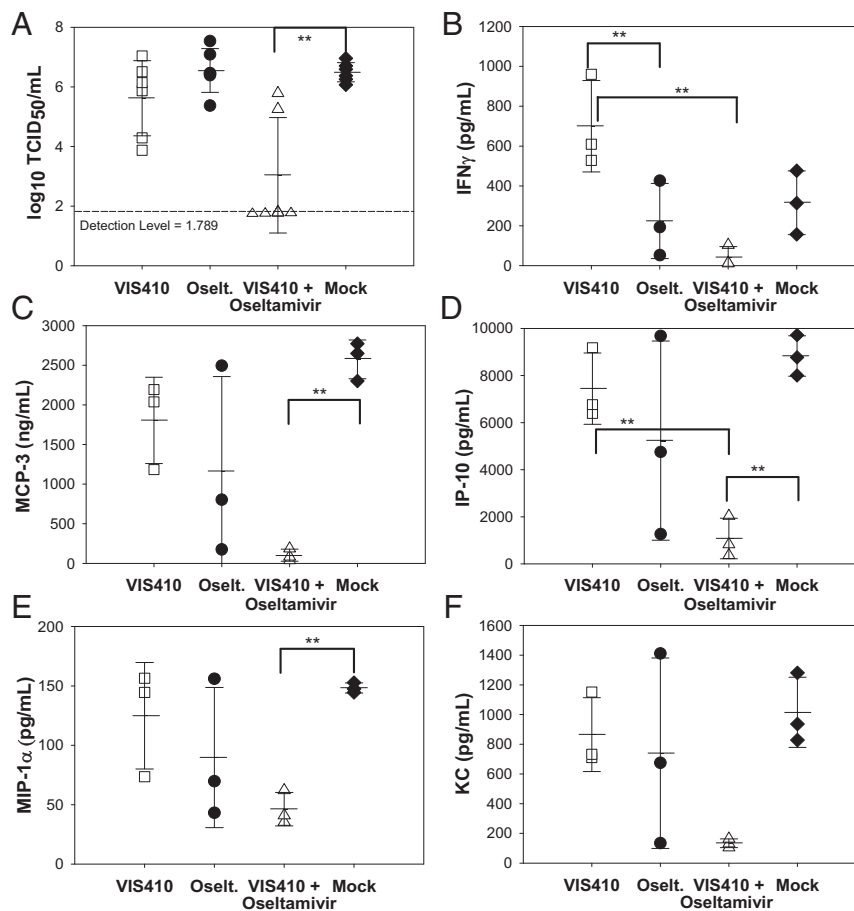 A
log10 TCID50/mL
8
6
4
2
0
**
Detection Level = 1.789
VIS410 Oselt. VIS410 + Mock
Oseltamivir
B
IFNγ (pg/mL)
1200
1000
800
600
400
200
0
**
**
VIS410 Oselt. VIS410 + Mock
Oseltamivir
C
MCP-3 (ng/mL)
3000
2500
2000
1500
1000
500
0
**
VIS410 Oselt. VIS410 + Mock
Oseltamivir
D
IP-10 (pg/mL)
10000
8000
6000
4000
2000
0
**
**
VIS410 Oselt. VIS410 + Mock
Oseltamivir
E
MIP-1α (pg/mL)
200
150
100
50
0
**
VIS410 Oselt. VIS410 + Mock
Oseltamivir
F
KC (pg/mL)
1600
1400
1200
1000
800
600
400
200
0
VIS410 Oselt. VIS410 + Mock
Oseltamivir